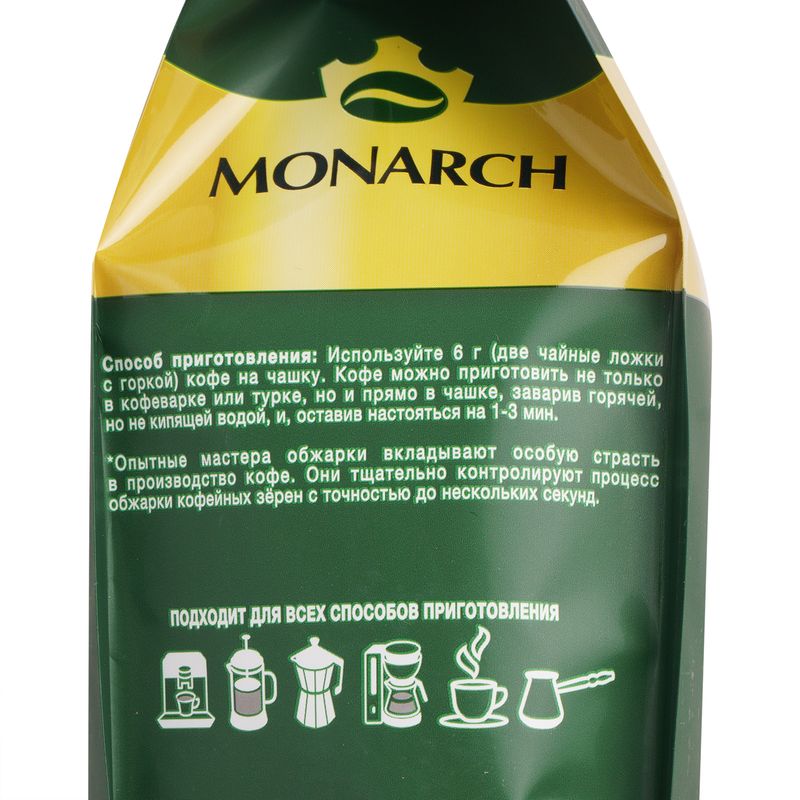 MONARCH
Способ приготовления: Используйте 6 г (две чайные ложки
с горкой) кофе на чашку. Кофе можно приготовить не только
в кофеварке или турке, но и прямо в чашке, заварив горячей,
но не кипящей водой, и, оставив настояться на 1-3 мин.
*Опытные мастера обжарки вкладывают особую страсть
в производство кофе. Они тщательно контролируют процесс
обжарки кофейных зёрен с точностью до нескольких секунд.
ПОДХОДИТ ДЛЯ ВСЕХ СПОСОБОВ ПРИГОТОВЛЕНИЯ